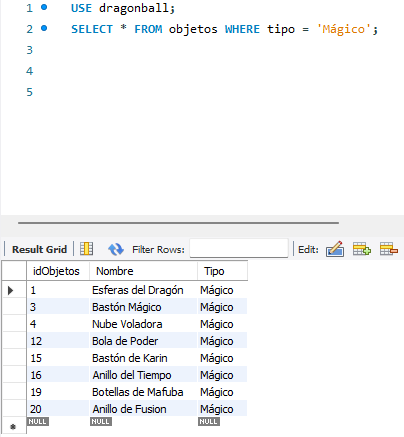 1 USE dragonball;
2 SELECT * FROM objetos WHERE tipo = 'Mágico';
3
4
5
Result Grid Filter Rows: Edit:
idObjetos Nombre Tipo
1 Esferas del Dragón Mágico
3 Bastón Mágico Mágico
4 Nube Voladora Mágico
12 Bola de Poder Mágico
15 Bastón de Karin Mágico
16 Anillo del Tiempo Mágico
19 Botellas de Mafuba Mágico
20 Anillo de Fusion Mágico
NULL NULL NULL